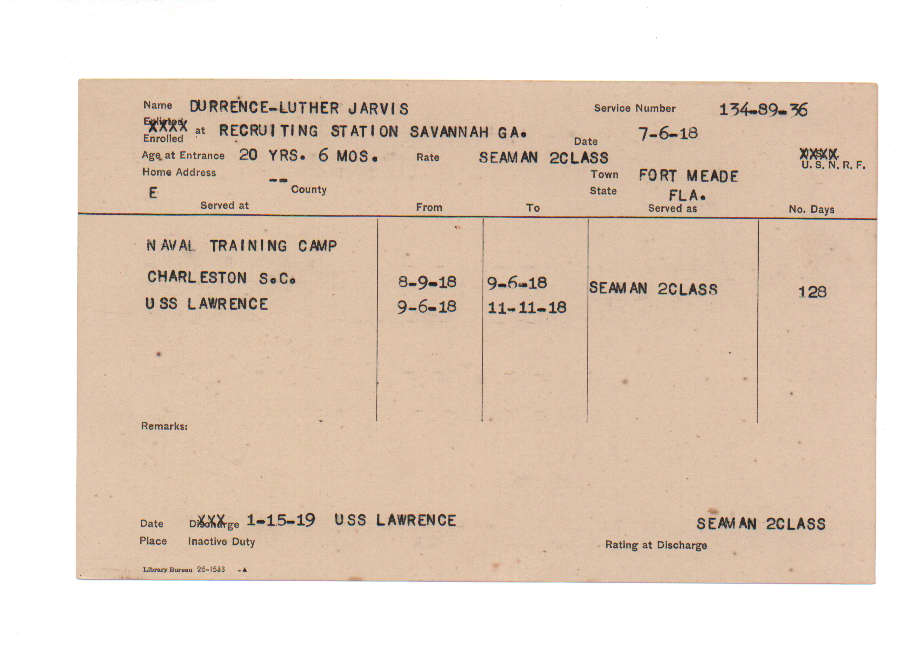 Name DURRENCE-LUTHER JARVIS Service Number 134-89-36
Enlisted XXXX
Enrolled at RECRUITING STATION SAVANNAH GA. Date 7-6-18
Age at Entrance 20 YRS. 6 MOS. Rate SEAMAN 2CLASS XXXX
U.S.N.R.F.
Home Address -- Town FORT MEADE
E County State FLA.
Served at From To Served as No. Days
NAVAL TRAINING CAMP
CHARLESTON S.C. 8-9-18 9-6-18 SEAMAN 2CLASS 128
USS LAWRENCE 9-6-18 11-11-18
Remarks:
Date Discharge XXX 1-15-19 USS LAWRENCE SEAMAN 2CLASS
Place Inactive Duty Rating at Discharge
Library Bureau 26-1583 -A